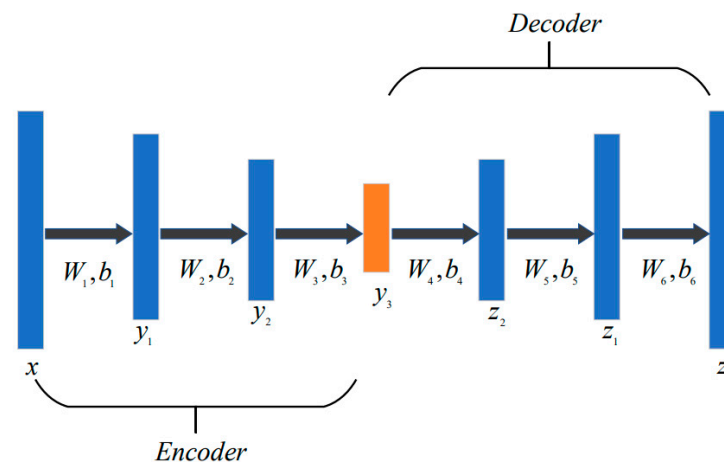 Decoder
W₁,b₁ W₂,b₂ W₃,b₃ W₄,b₄ W₅,b₅ W₆,b₆
y₃
y₁ y₂ z₂ z₁
x z
Encoder